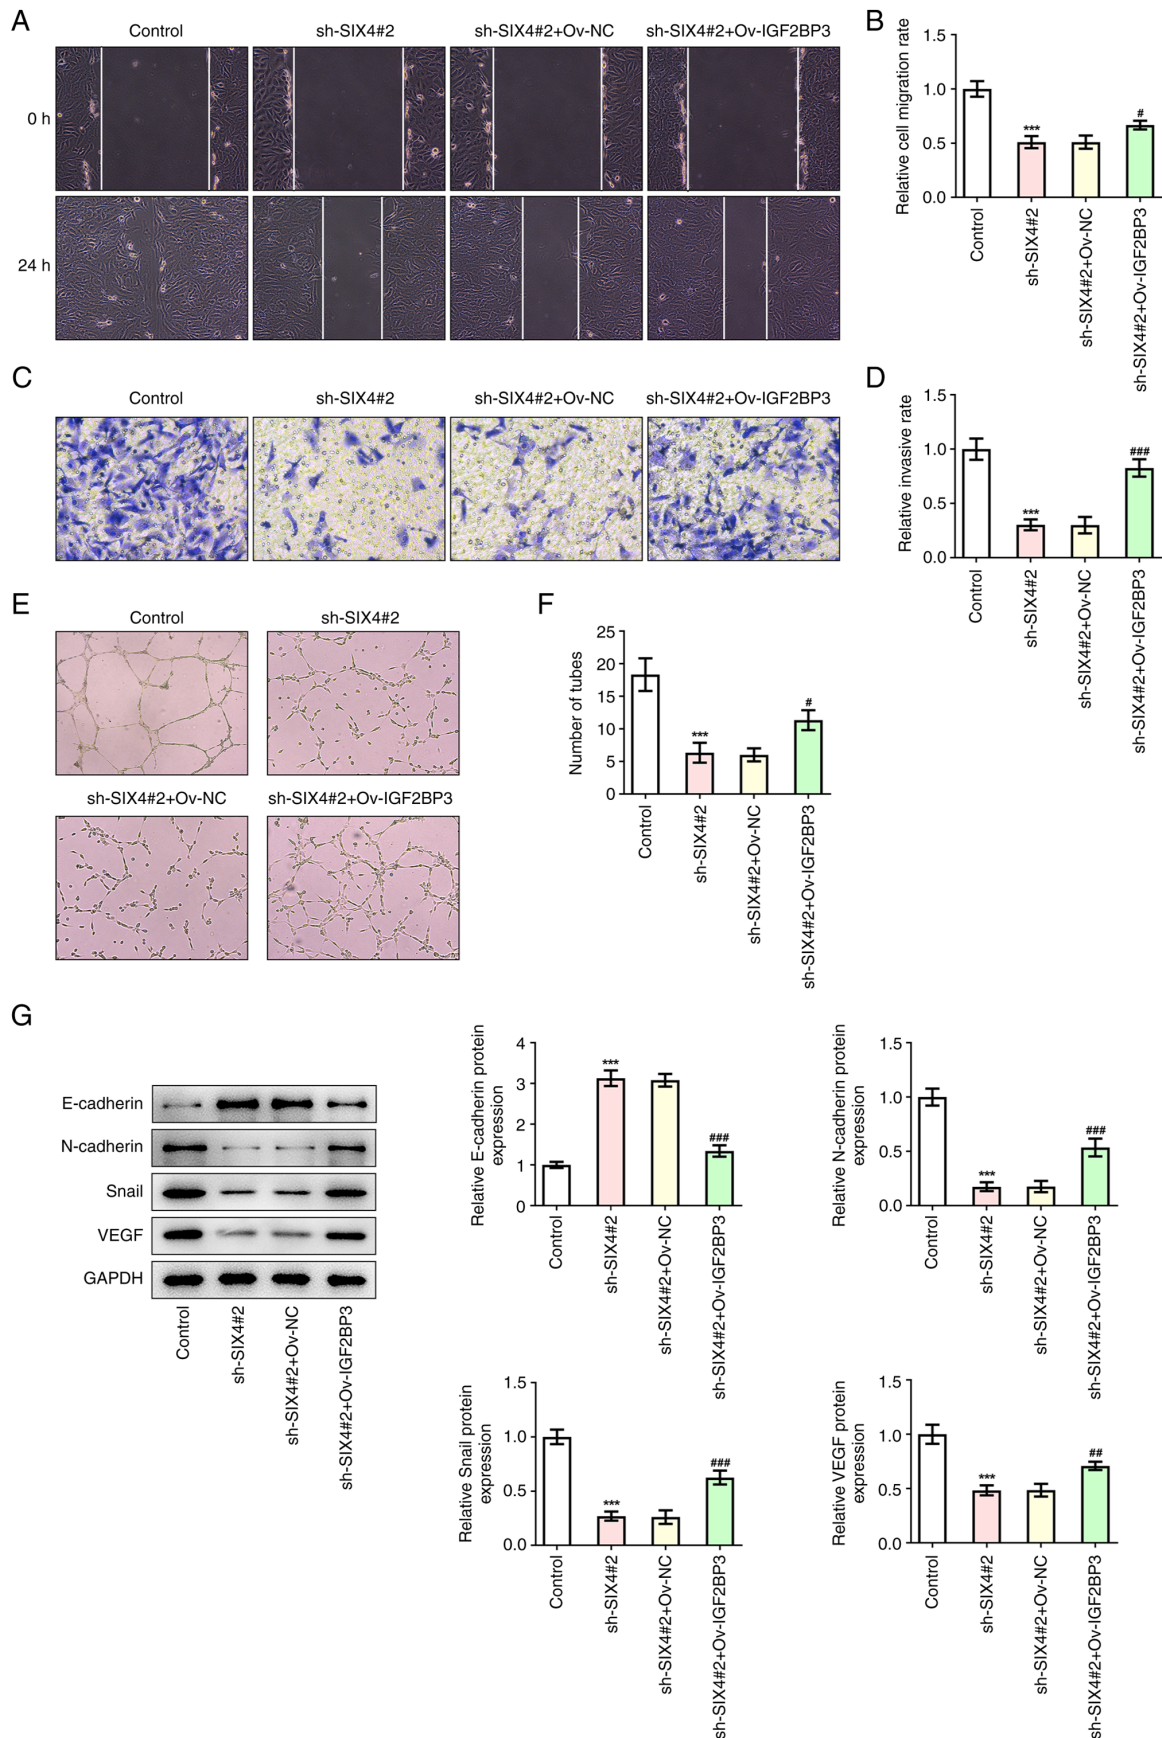 A
Control
sh-SIX4#2
sh-SIX4#2+Ov-NC
sh-SIX4#2+Ov-IGF2BP3
0 h
24 h
B
Relative cell migration rate
1.5
1.0
0.5
0.0
***
#
Control
sh-SIX4#2
sh-SIX4#2+Ov-NC
sh-SIX4#2+Ov-IGF2BP3
C
Control
sh-SIX4#2
sh-SIX4#2+Ov-NC
sh-SIX4#2+Ov-IGF2BP3
D
Relative invasive rate
1.5
1.0
0.5
0.0
***
###
Control
sh-SIX4#2
sh-SIX4#2+Ov-NC
sh-SIX4#2+Ov-IGF2BP3
E
Control
sh-SIX4#2
sh-SIX4#2+Ov-NC
sh-SIX4#2+Ov-IGF2BP3
F
Number of tubes
25
20
15
10
5
0
***
#
Control
sh-SIX4#2
sh-SIX4#2+Ov-NC
sh-SIX4#2+Ov-IGF2BP3
G
E-cadherin
N-cadherin
Snail
VEGF
GAPDH
Control
sh-SIX4#2
sh-SIX4#2+Ov-NC
sh-SIX4#2+Ov-IGF2BP3
Relative E-cadherin protein
expression
4
3
2
1
0
***
###
Control
sh-SIX4#2
sh-SIX4#2+Ov-NC
sh-SIX4#2+Ov-IGF2BP3
Relative N-cadherin protein
expression
1.5
1.0
0.5
0.0
***
###
Control
sh-SIX4#2
sh-SIX4#2+Ov-NC
sh-SIX4#2+Ov-IGF2BP3
Relative Snail protein
expression
1.5
1.0
0.5
0.0
***
###
Control
sh-SIX4#2
sh-SIX4#2+Ov-NC
sh-SIX4#2+Ov-IGF2BP3
Relative VEGF protein
expression
1.5
1.0
0.5
0.0
***
##
Control
sh-SIX4#2
sh-SIX4#2+Ov-NC
sh-SIX4#2+Ov-IGF2BP3